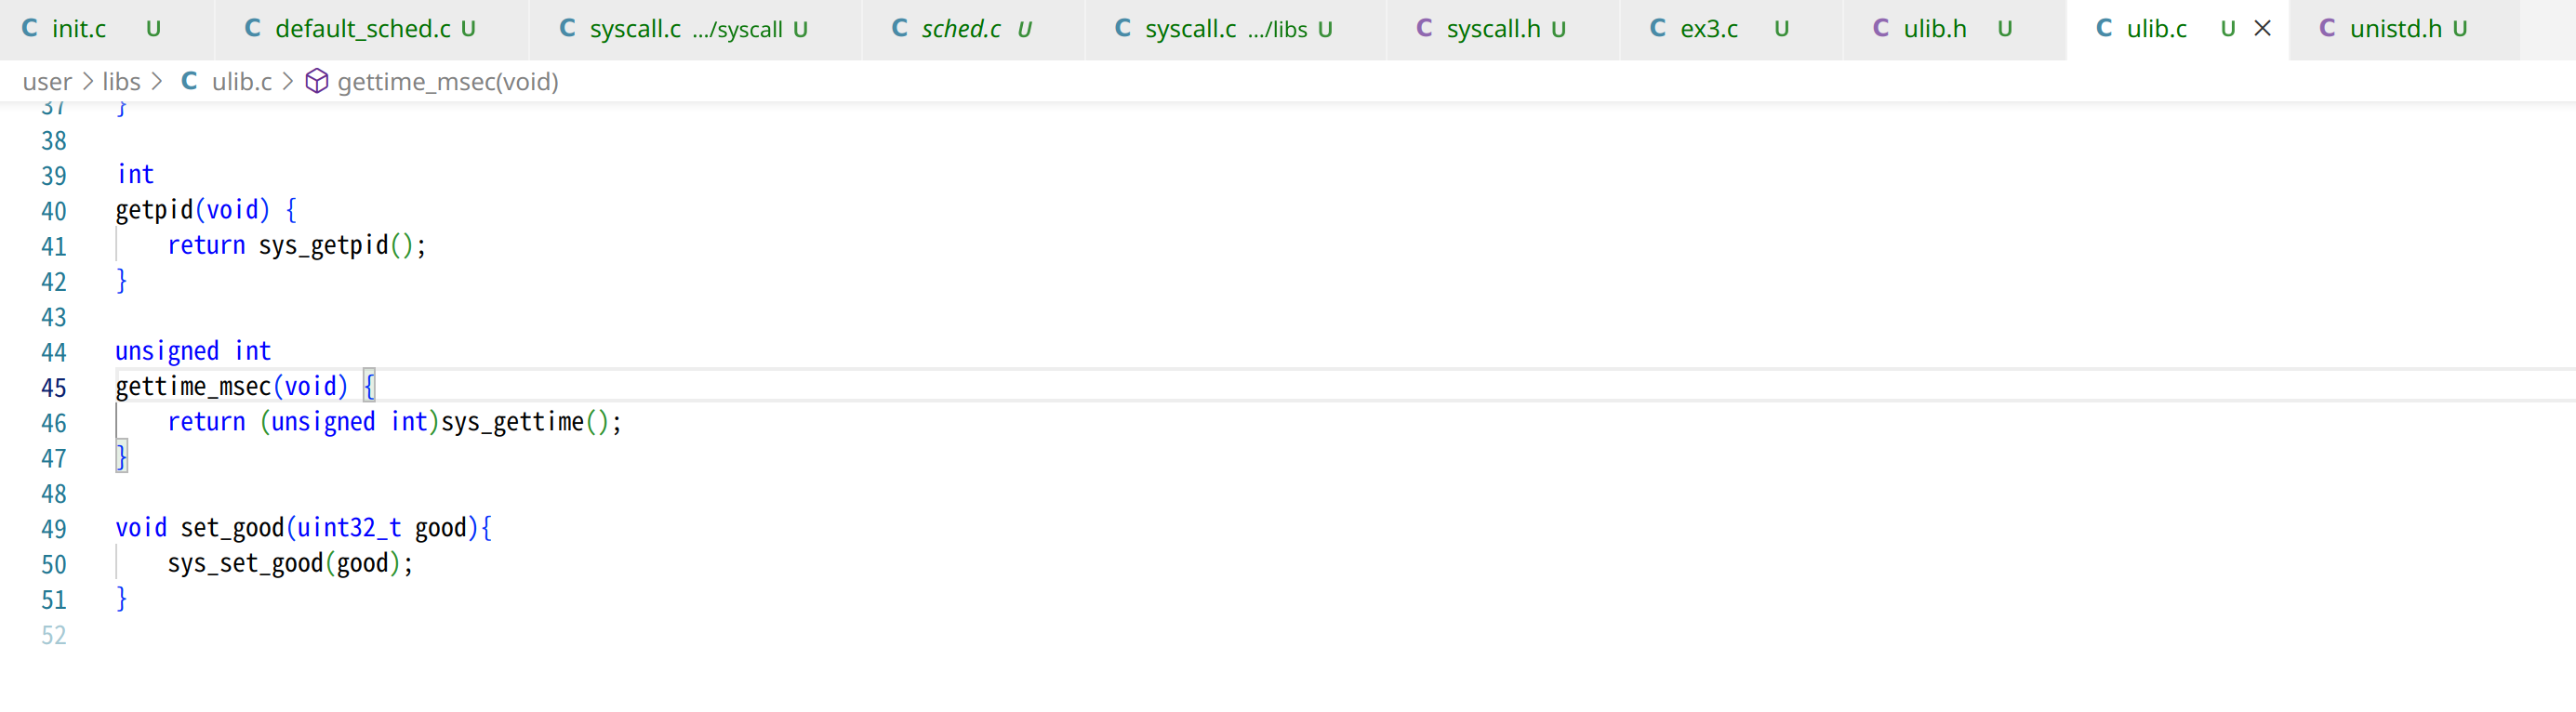 C init.c U C default_sched.c U C syscall.c .../syscall U C sched.c U C syscall.c .../libs U C syscall.h U C ex3.c U C ulib.h U C ulib.c U C unistd.h U
user > libs > C ulib.c > gettime_msec(void)
37 }
38
39 int
40 getpid(void) {
41     return sys_getpid();
42 }
43
44 unsigned int
45 gettime_msec(void) {
46     return (unsigned int)sys_gettime();
47 }
48
49 void set_good(uint32_t good){
50     sys_set_good(good);
51 }
52